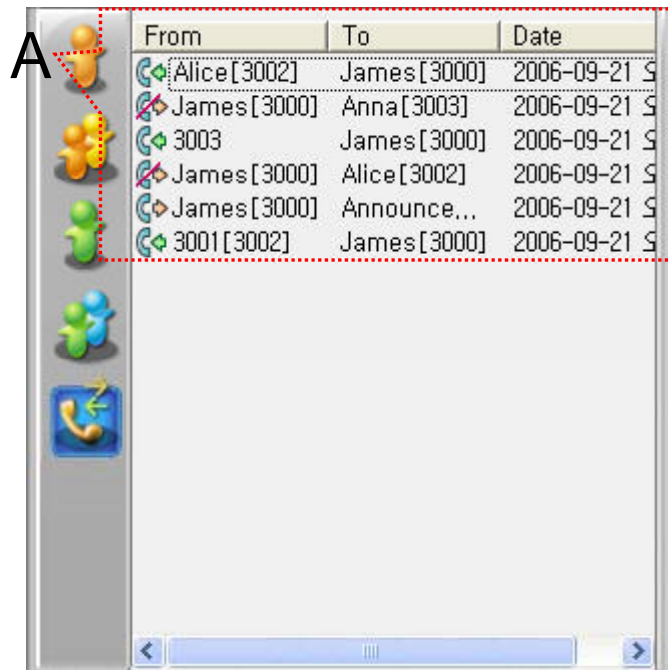 A
From To Date
Alice[3002] James[3000] 2006-09-21
James[3000] Anna[3003] 2006-09-21
3003 James[3000] 2006-09-21
James[3000] Alice[3002] 2006-09-21
James[3000] Announce... 2006-09-21
3001[3002] James[3000] 2006-09-21